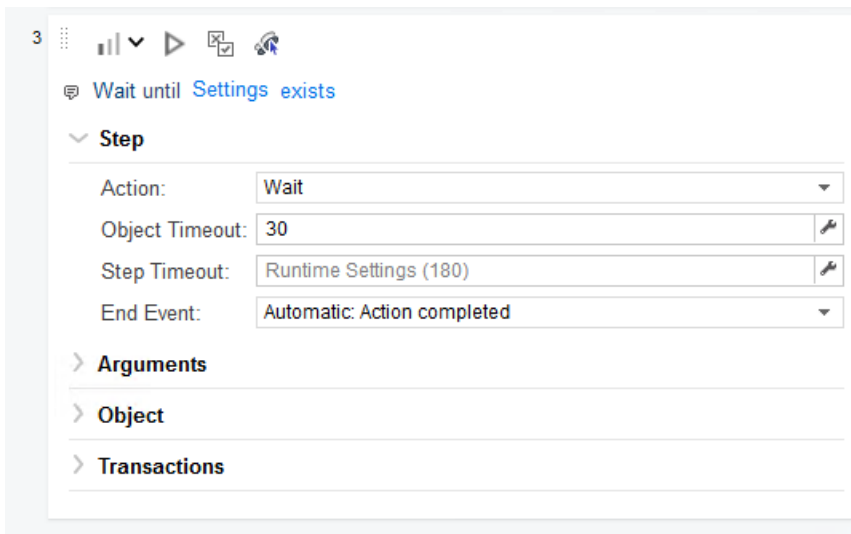 3
Wait until Settings exists
Step
Action: Wait
Object Timeout: 30
Step Timeout: Runtime Settings (180)
End Event: Automatic: Action completed
Arguments
Object
Transactions